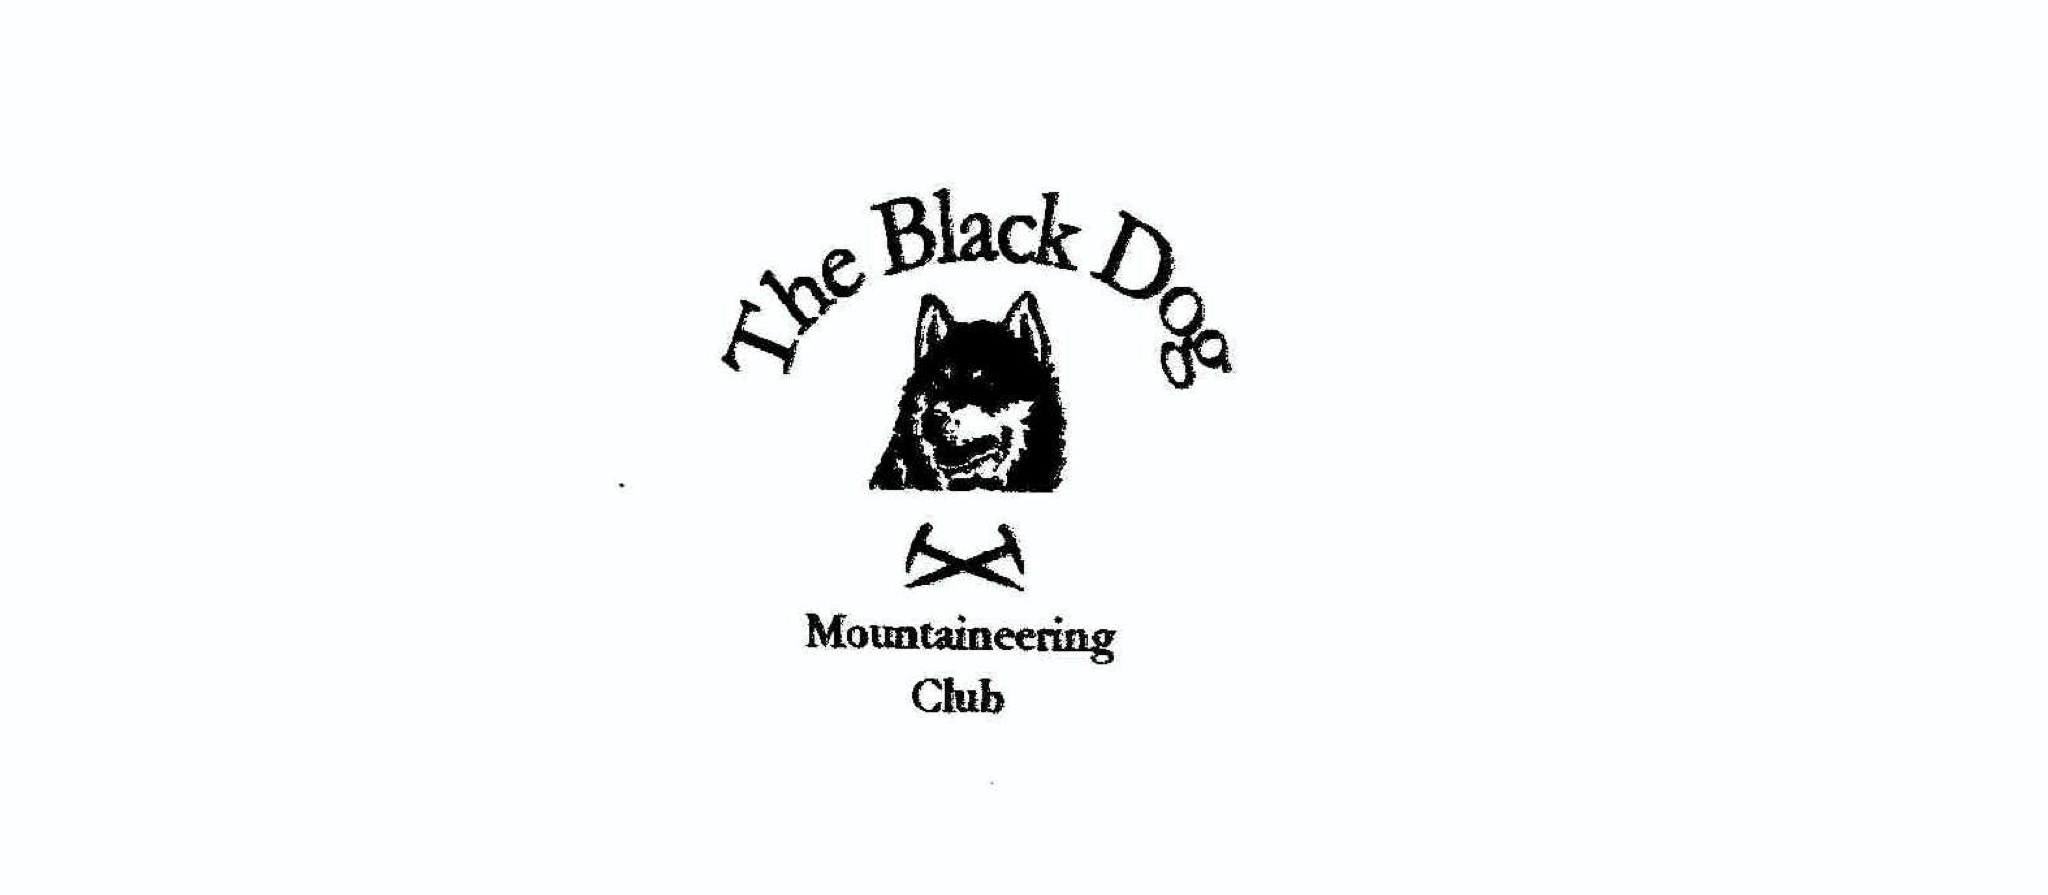 The Black Dog
Mountaineering
Club